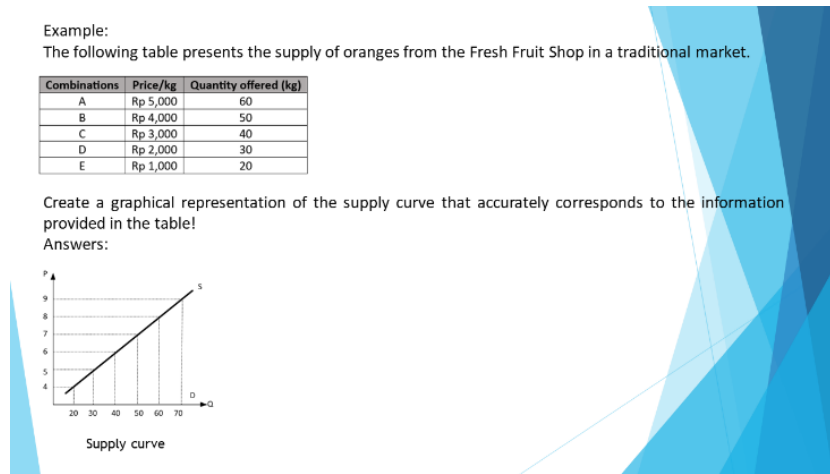 Example:
The following table presents the supply of oranges from the Fresh Fruit Shop in a traditional market.
Combinations Price/kg Quantity offered (kg)
A Rp 5,000 60
B Rp 4,000 50
C Rp 3,000 40
D Rp 2,000 30
E Rp 1,000 20
Create a graphical representation of the supply curve that accurately corresponds to the information
provided in the table!
Answers:
P
S
9
8
7
6
5
4
D
Q
20 30 40 50 60 70
Supply curve